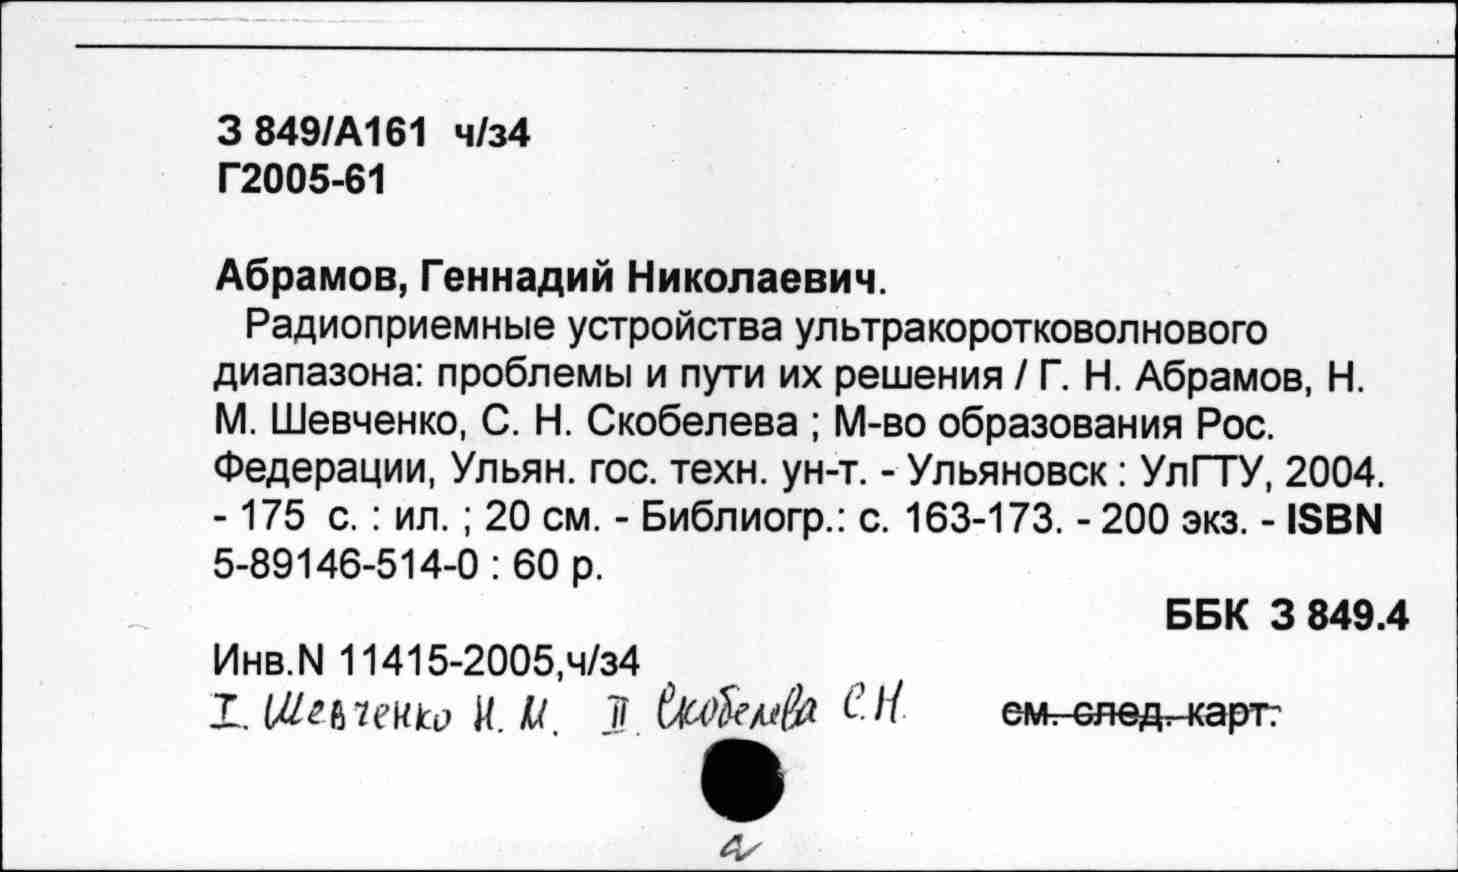 З 849/А161 ч/з4
Г2005-61
Абрамов, Геннадий Николаевич.
Радиоприемные устройства ультракоротковолнового
диапазона: проблемы и пути их решения / Г. Н. Абрамов, Н.
М. Шевченко, С. Н. Скобелева ; М-во образования Рос.
Федерации, Ульян. гос. техн. ун-т. - Ульяновск : УлГТУ, 2004.
- 175 с. : ил. ; 20 см. - Библиогр.: с. 163-173. - 200 экз. - ISBN
5-89146-514-0 : 60 р.
ББК З 849.4
Инв.N 11415-2005,ч/з4
I. Шевченко Н. М. II. Скобелева С.Н. см. след. карт.